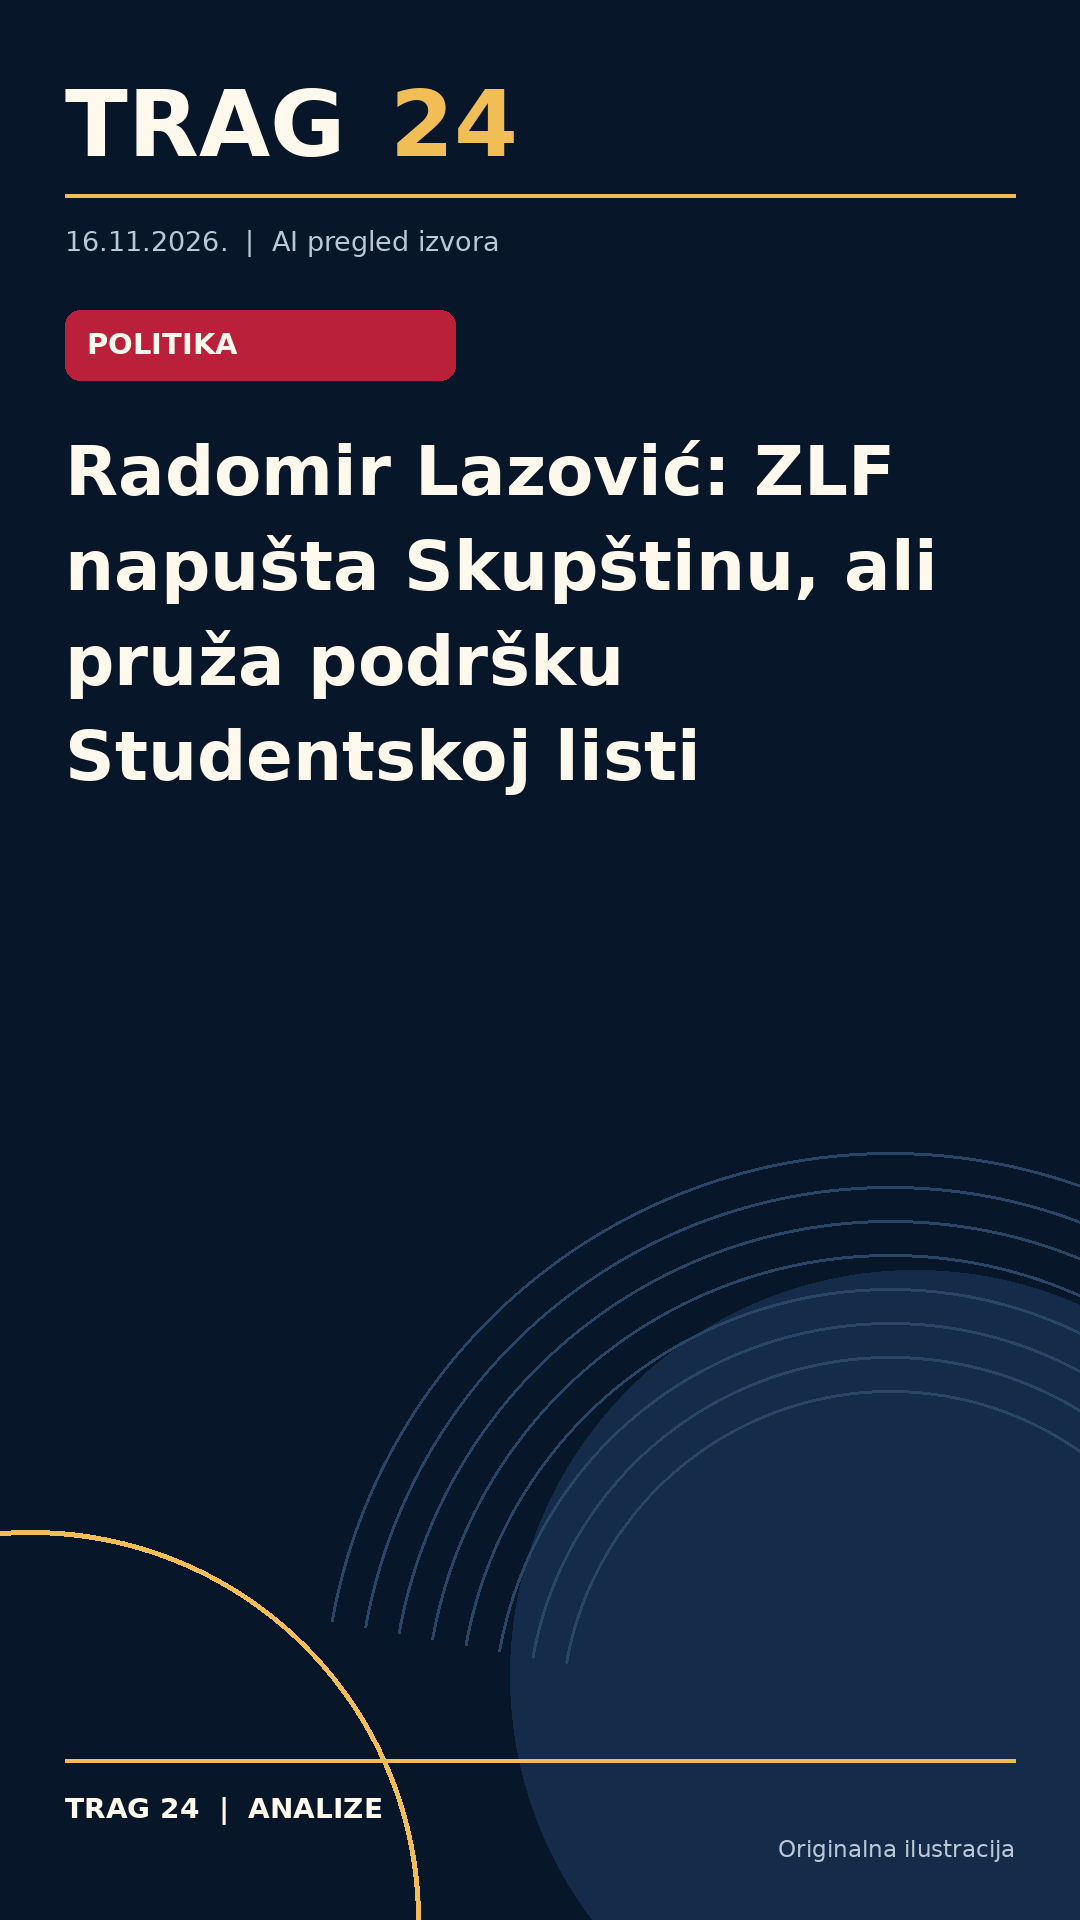 TRAG 24
16.11.2026. | AI pregled izvora
POLITIKA
Radomir Lazović: ZLF
napušta Skupštinu, ali
pruža podršku
Studentskoj listi
TRAG 24 | ANALIZE
Originalna ilustracija